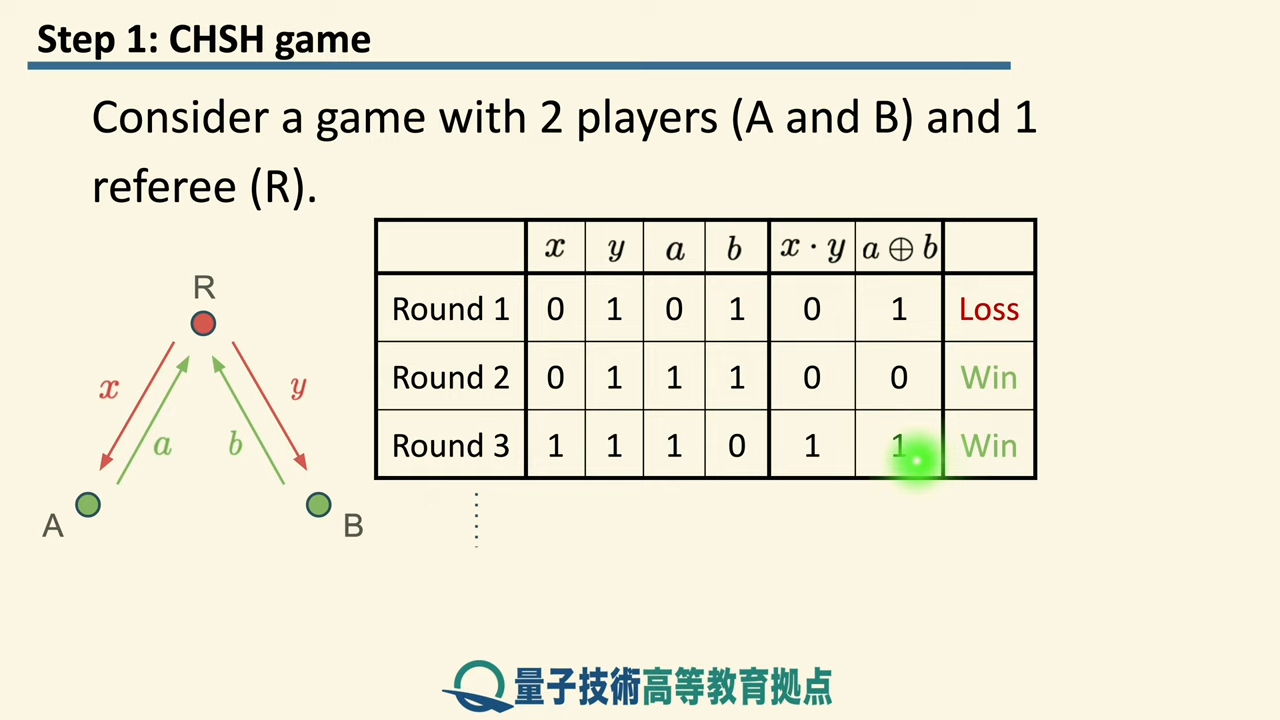 Step 1: CHSH game
Consider a game with 2 players (A and B) and 1
referee (R).
x y a b x · y a ⊕ b
Round 1 0 1 0 1 0 1 Loss
Round 2 0 1 1 1 0 0 Win
Round 3 1 1 1 0 1 1 Win
R
x y
a b
A B
量子技術高等教育拠点